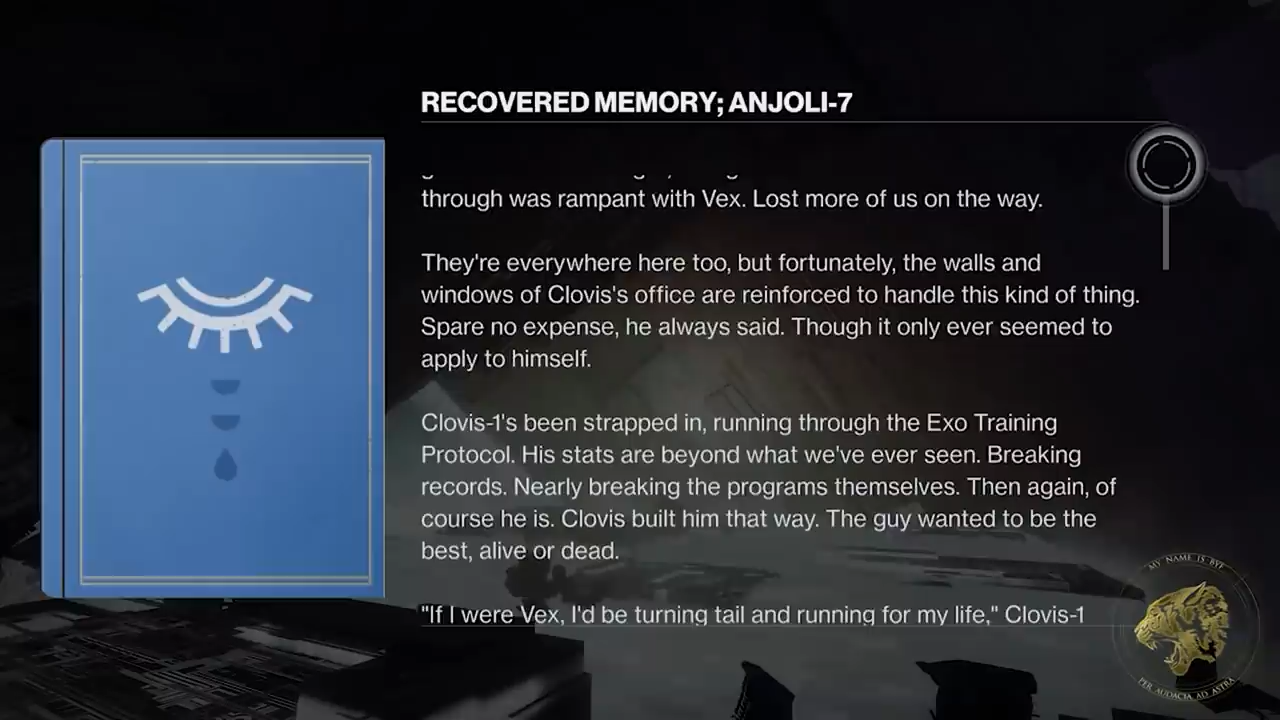 RECOVERED MEMORY; ANJOLI-7
through was rampant with Vex. Lost more of us on the way.
They're everywhere here too, but fortunately, the walls and
windows of Clovis's office are reinforced to handle this kind of thing.
Spare no expense, he always said. Though it only ever seemed to
apply to himself.
Clovis-1's been strapped in, running through the Exo Training
Protocol. His stats are beyond what we've ever seen. Breaking
records. Nearly breaking the programs themselves. Then again, of
course he is. Clovis built him that way. The guy wanted to be the
best, alive or dead.
"If I were Vex, I'd be turning tail and running for my life," Clovis-1
MY NAME IS BYF
PER AUDACIA AD ASTRA